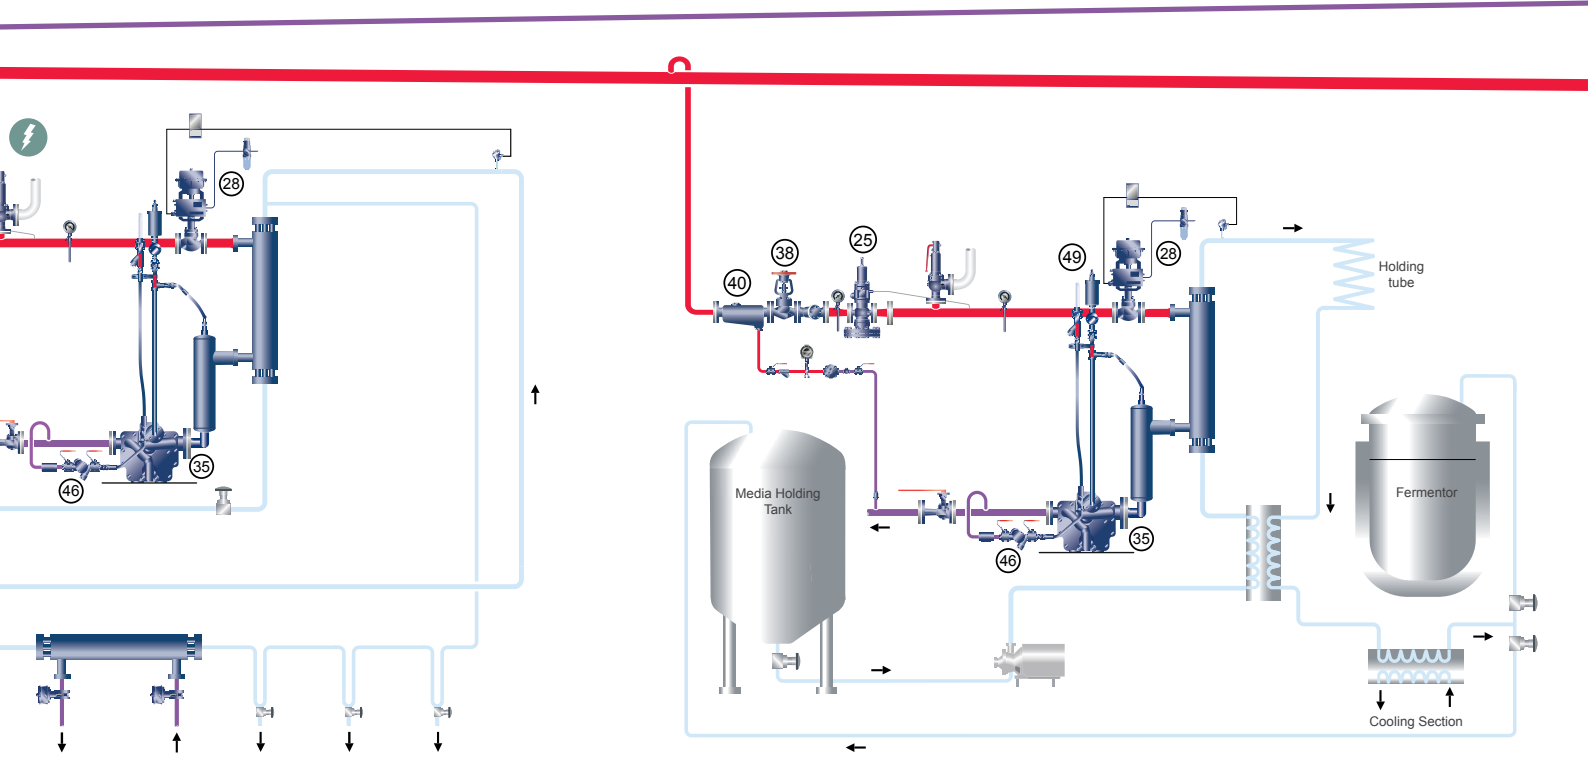 28
35
46
40
38
25
49
28
Holding
tube
Media Holding
Tank
Fermentor
35
46
Cooling Section